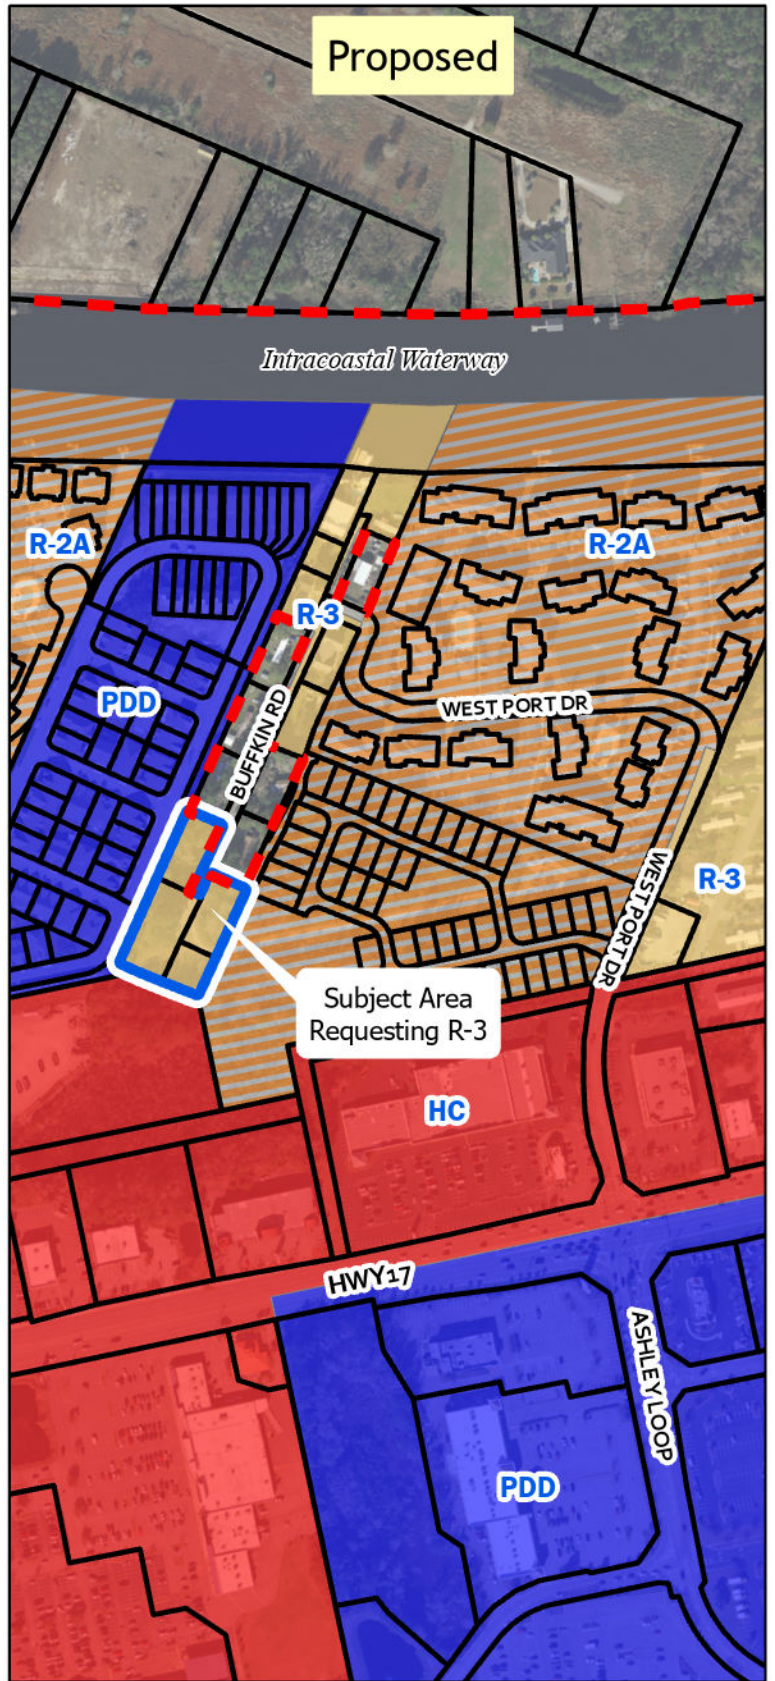 Proposed
Intracoastal Waterway
R-2A
R-2A
R-3
PDD
WEST PORT DR
BUFFKIN RD
WEST PORT DR
R-3
Subject Area
Requesting R-3
HC
HWY 17
ASHLEY LOOP
PDD